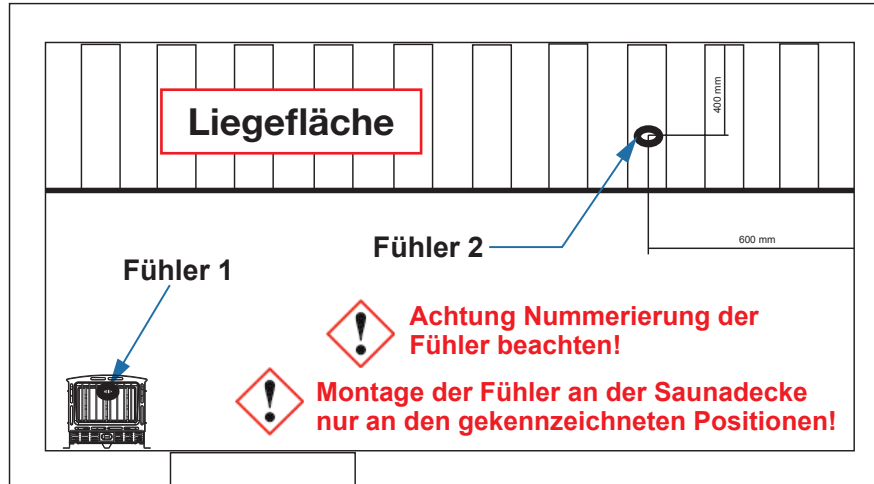 400 mm
Liegefläche
Fühler 2
600 mm
Fühler 1
Achtung Nummerierung der
Fühler beachten!
Montage der Fühler an der Saunadecke
nur an den gekennzeichneten Positionen!